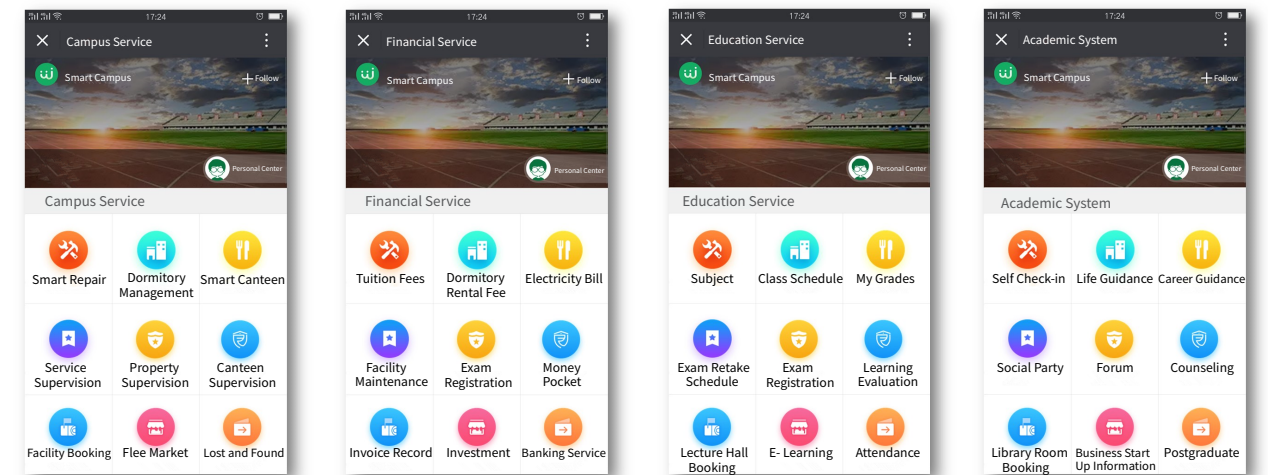 17:24
Campus Service
Smart Campus
Follow
Personal Center
Campus Service
Smart Repair
Dormitory
Management
Smart Canteen
Service
Supervision
Property
Supervision
Canteen
Supervision
Facility Booking
Flee Market
Lost and Found
17:24
Financial Service
Smart Campus
Follow
Personal Center
Financial Service
Tuition Fees
Dormitory
Rental Fee
Electricity Bill
Facility
Maintenance
Exam
Registration
Money
Pocket
Invoice Record
Investment
Banking Service
17:24
Education Service
Smart Campus
Follow
Personal Center
Education Service
Subject
Class Schedule
My Grades
Exam Retake
Schedule
Exam
Registration
Learning
Evaluation
Lecture Hall
Booking
E- Learning
Attendance
17:24
Academic System
Smart Campus
Follow
Personal Center
Academic System
Self Check-in
Life Guidance
Career Guidance
Social Party
Forum
Counseling
Library Room
Booking
Business Start
Up Information
Postgraduate